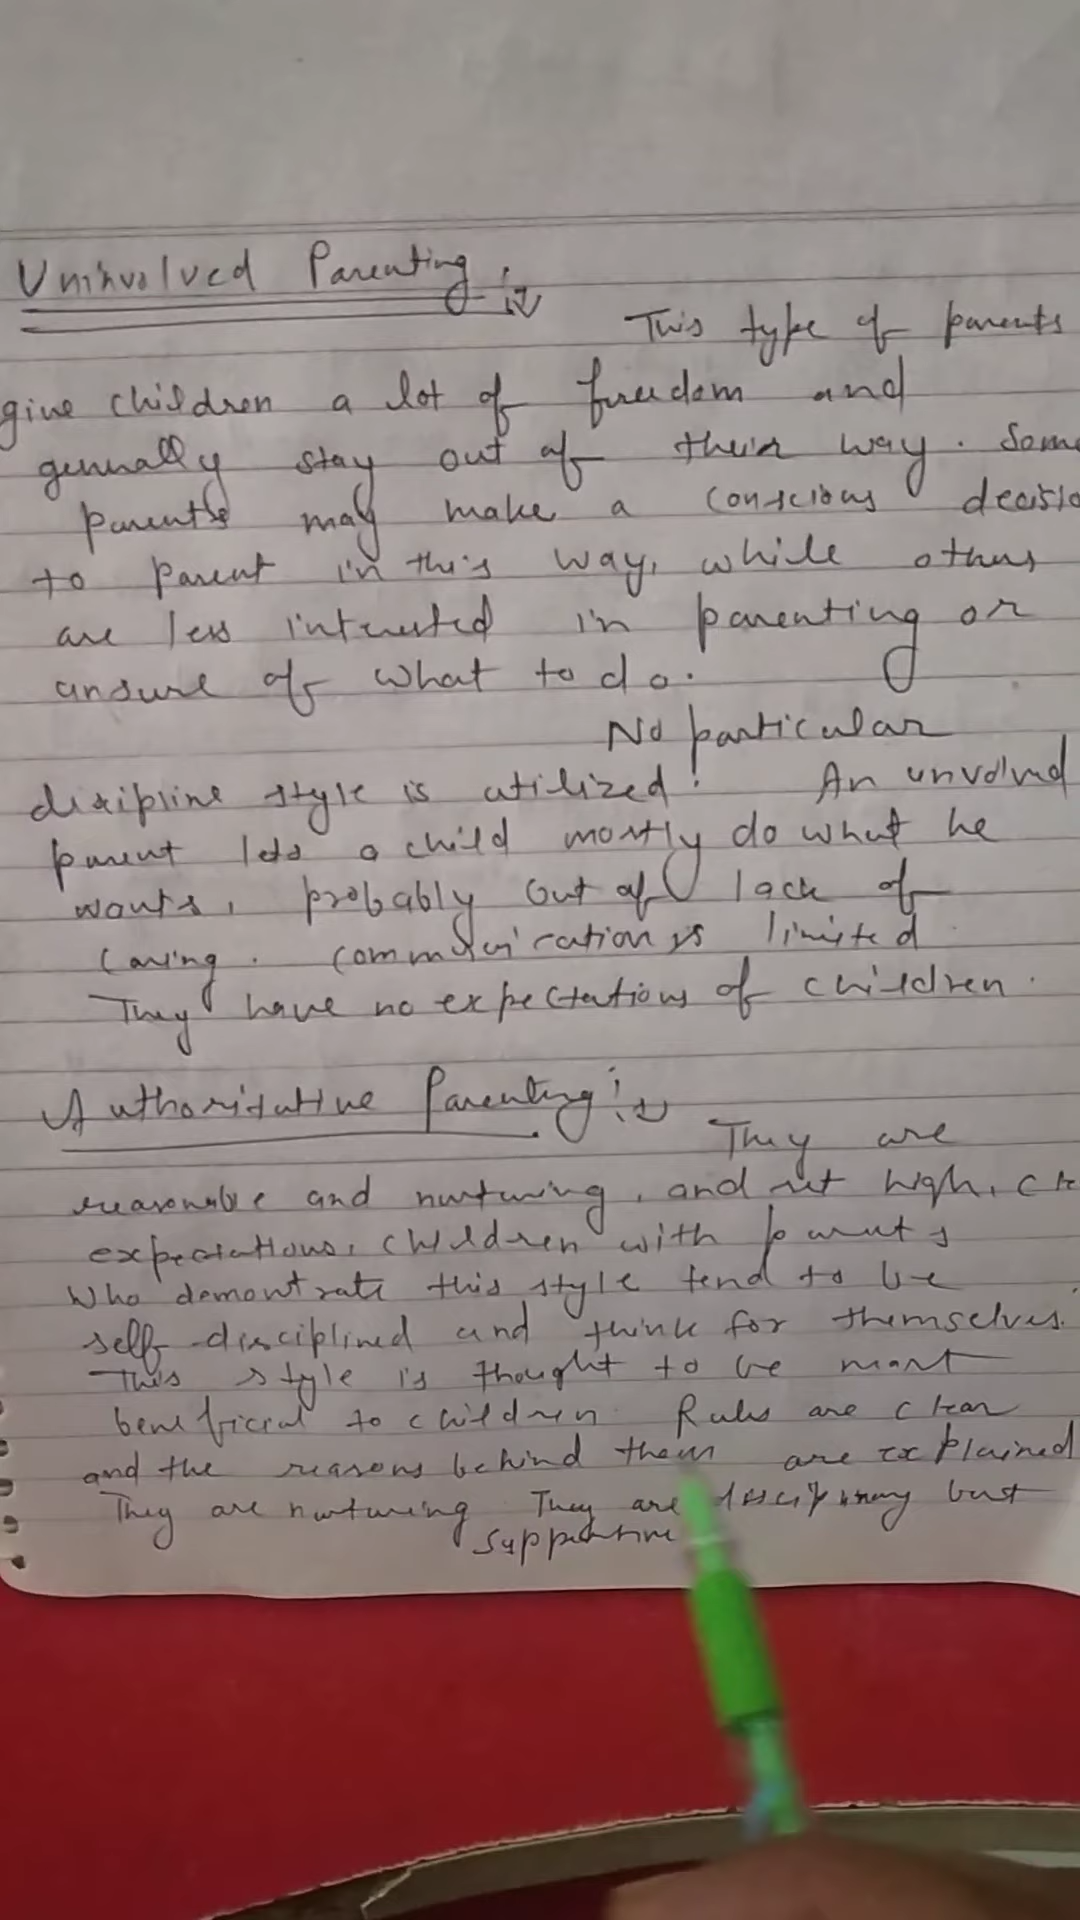 Uninvolved Parenting :-
This type of parents
give children a lot of freedom and
genually stay out of their way. Some
parents may make a conscious decisio
to parent in this way, while others
are less interested in parenting or
unsure of what to do.
No particular
discipline style is utilized. An unvolved
parent lets a child mostly do what he
wants, probably out of lack of
caring. communication is limited
They have no expectations of children.
Authoritative Parenting :-
They are
reasonable and nurturing, and set high, cle
expectations, children with parents
who demontrate this style tend to be
self-disciplined and think for themselves.
This style is thought to be most
beneficial to children. Rules are clear
and the reasons behind them are explained
They are nurturing They are but
supportive